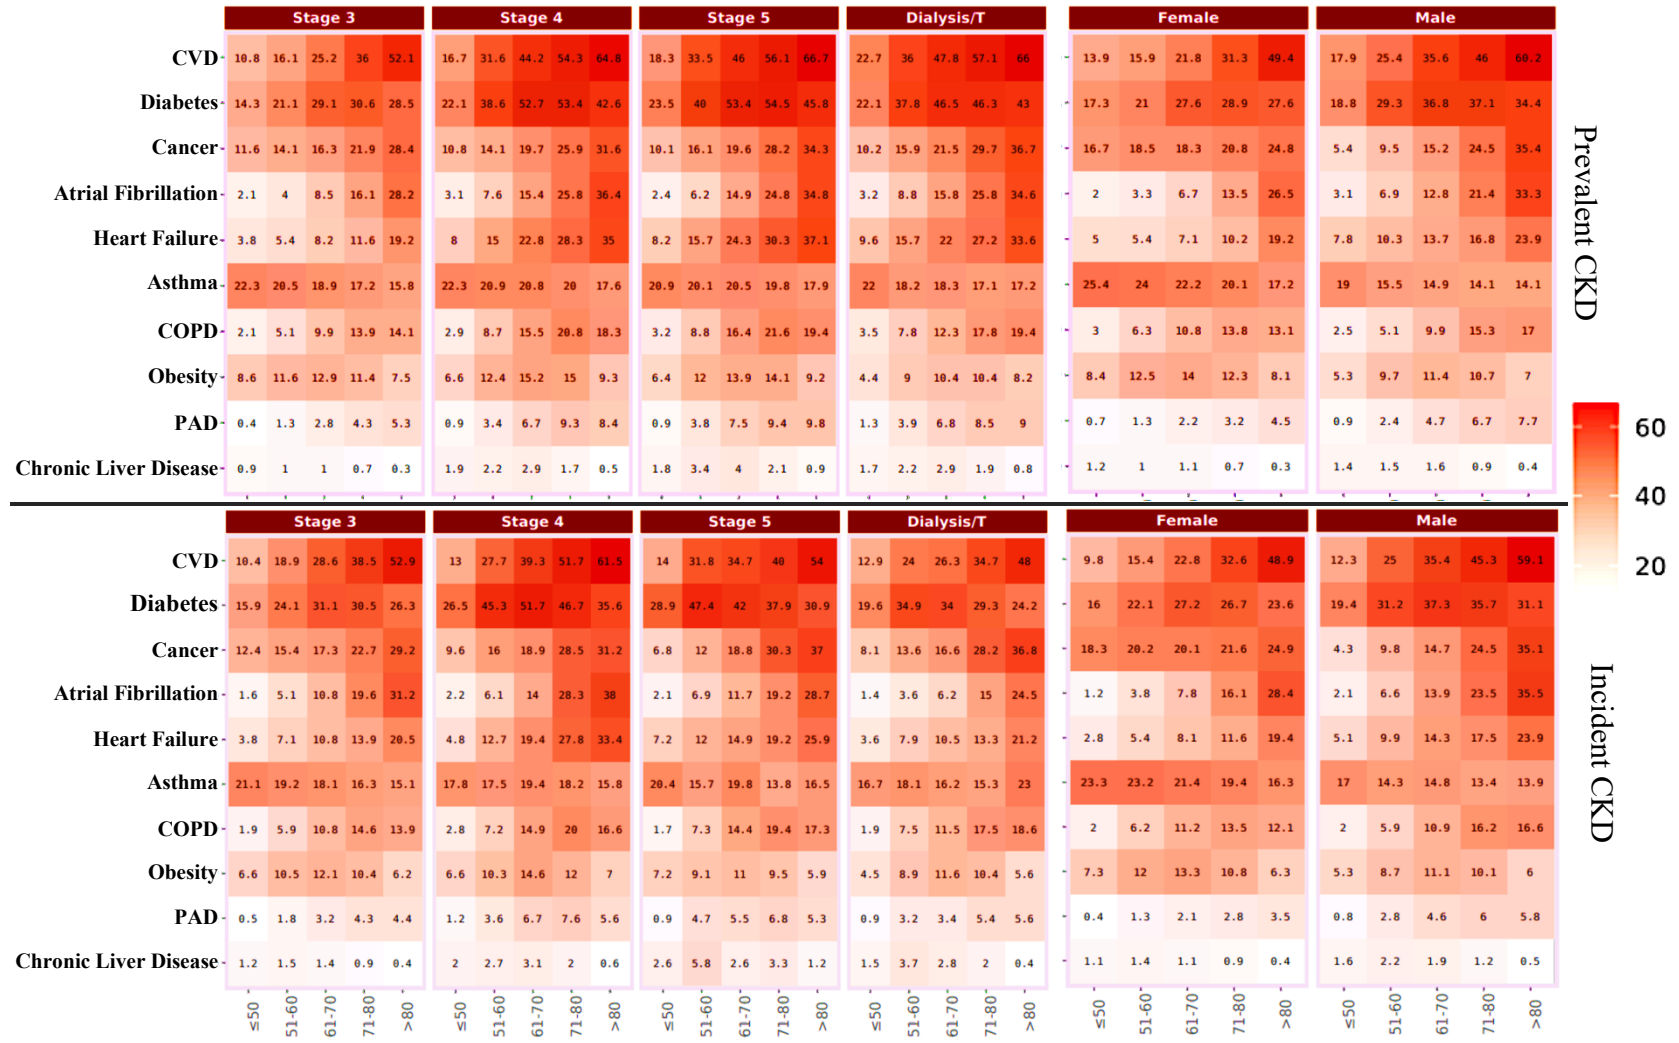 Stage 3 Stage 4 Stage 5 Dialysis/T Female Male
CVD 10.8 16.1 25.2 36 52.1 16.7 31.6 44.2 54.3 64.8 18.3 33.5 46 56.1 66.7 22.7 36 47.8 57.1 66 13.9 15.9 21.8 31.3 49.4 17.9 25.4 35.6 46 60.2
Diabetes 14.3 21.1 29.1 30.6 28.5 22.1 38.6 52.7 53.4 42.6 23.5 40 53.4 54.5 45.8 22.1 37.8 46.5 46.3 43 17.3 21 27.6 28.9 27.6 18.8 29.3 36.8 37.1 34.4
Cancer 11.6 14.1 16.3 21.9 28.4 10.8 14.1 19.7 25.9 31.6 10.1 16.1 19.6 28.2 34.3 10.2 15.9 21.5 29.7 36.7 16.7 18.5 18.3 20.8 24.8 5.4 9.5 15.2 24.5 35.4
Atrial Fibrillation 2.1 4 8.5 16.1 28.2 3.1 7.6 15.4 25.8 36.4 2.4 6.2 14.9 24.8 34.8 3.2 8.8 15.8 25.8 34.6 2 3.3 6.7 13.5 26.5 3.1 6.9 12.8 21.4 33.3
Heart Failure 3.8 5.4 8.2 11.6 19.2 8 15 22.8 28.3 35 8.2 15.7 24.3 30.3 37.1 9.6 15.7 22 27.2 33.6 5 5.4 7.1 10.2 19.2 7.8 10.3 13.7 16.8 23.9
Asthma 22.3 20.5 18.9 17.2 15.8 22.3 20.9 20.8 20 17.6 20.9 20.1 20.5 19.8 17.9 22 18.2 18.3 17.1 17.2 25.4 24 22.2 20.1 17.2 19 15.5 14.9 14.1 14.1
COPD 2.1 5.1 9.9 13.9 14.1 2.9 8.7 15.5 20.8 18.3 3.2 8.8 16.4 21.6 19.4 3.5 7.8 12.3 17.8 19.4 3 6.3 10.8 13.8 13.1 2.5 5.1 9.9 15.3 17
Obesity 8.6 11.6 12.9 11.4 7.5 6.6 12.4 15.2 15 9.3 6.4 12 13.9 14.1 9.2 4.4 9 10.4 10.4 8.2 8.4 12.5 14 12.3 8.1 5.3 9.7 11.4 10.7 7
PAD 0.4 1.3 2.8 4.3 5.3 0.9 3.4 6.7 9.3 8.4 0.9 3.8 7.5 9.4 9.8 1.3 3.9 6.8 8.5 9 0.7 1.3 2.2 3.2 4.5 0.9 2.4 4.7 6.7 7.7
Chronic Liver Disease 0.9 1 1 0.7 0.3 1.9 2.2 2.9 1.7 0.5 1.8 3.4 4 2.1 0.9 1.7 2.2 2.9 1.9 0.8 1.2 1 1.1 0.7 0.3 1.4 1.5 1.6 0.9 0.4
Prevalent CKD
60
40
20
Stage 3 Stage 4 Stage 5 Dialysis/T Female Male
CVD 10.4 18.9 28.6 38.5 52.9 13 27.7 39.3 51.7 61.5 14 31.8 34.7 40 54 12.9 24 26.3 34.7 48 9.8 15.4 22.8 32.6 48.9 12.3 25 35.4 45.3 59.1
Diabetes 15.9 24.1 31.1 30.5 26.3 26.5 45.3 51.7 46.7 35.6 28.9 47.4 42 37.9 30.9 19.6 34.9 34 29.3 24.2 16 22.1 27.2 26.7 23.6 19.4 31.2 37.3 35.7 31.1
Cancer 12.4 15.4 17.3 22.7 29.2 9.6 16 18.9 28.5 31.2 6.8 12 18.8 30.3 37 8.1 13.6 16.6 28.2 36.8 18.3 20.2 20.1 21.6 24.9 4.3 9.8 14.7 24.5 35.1
Atrial Fibrillation 1.6 5.1 10.8 19.6 31.2 2.2 6.1 14 28.3 38 2.1 6.9 11.7 19.2 28.7 1.4 3.6 6.2 15 24.5 1.2 3.8 7.8 16.1 28.4 2.1 6.6 13.9 23.5 35.5
Heart Failure 3.8 7.1 10.8 13.9 20.5 4.8 12.7 19.4 27.8 33.4 7.2 12 14.9 19.2 25.9 3.6 7.9 10.5 13.3 21.2 2.8 5.4 8.1 11.6 19.4 5.1 9.9 14.3 17.5 23.9
Asthma 21.1 19.2 18.1 16.3 15.1 17.8 17.5 19.4 18.2 15.8 20.4 15.7 19.8 13.8 16.5 16.7 18.1 16.2 15.3 23 23.3 23.2 21.4 19.4 16.3 17 14.3 14.8 13.4 13.9
COPD 1.9 5.9 10.8 14.6 13.9 2.8 7.2 14.9 20 16.6 1.7 7.3 14.4 19.4 17.3 1.9 7.5 11.5 17.5 18.6 2 6.2 11.2 13.5 12.1 2 5.9 10.9 16.2 16.6
Obesity 6.6 10.5 12.1 10.4 6.2 6.6 10.3 14.6 12 7 7.2 9.1 11 9.5 5.9 4.5 8.9 11.6 10.4 5.6 7.3 12 13.3 10.8 6.3 5.3 8.7 11.1 10.1 6
PAD 0.5 1.8 3.2 4.3 4.4 1.2 3.6 6.7 7.6 5.6 0.9 4.7 5.5 6.8 5.3 0.9 3.2 3.4 5.4 5.6 0.4 1.3 2.1 2.8 3.5 0.8 2.8 4.6 6 5.8
Chronic Liver Disease 1.2 1.5 1.4 0.9 0.4 2 2.7 3.1 2 0.6 2.6 5.8 2.6 3.3 1.2 1.5 3.7 2.8 2 0.4 1.1 1.4 1.1 0.9 0.4 1.6 2.2 1.9 1.2 0.5
Incident CKD
≤50 51-60 61-70 71-80 >80 ≤50 51-60 61-70 71-80 >80 ≤50 51-60 61-70 71-80 >80 ≤50 51-60 61-70 71-80 >80 ≤50 51-60 61-70 71-80 >80 ≤50 51-60 61-70 71-80 >80